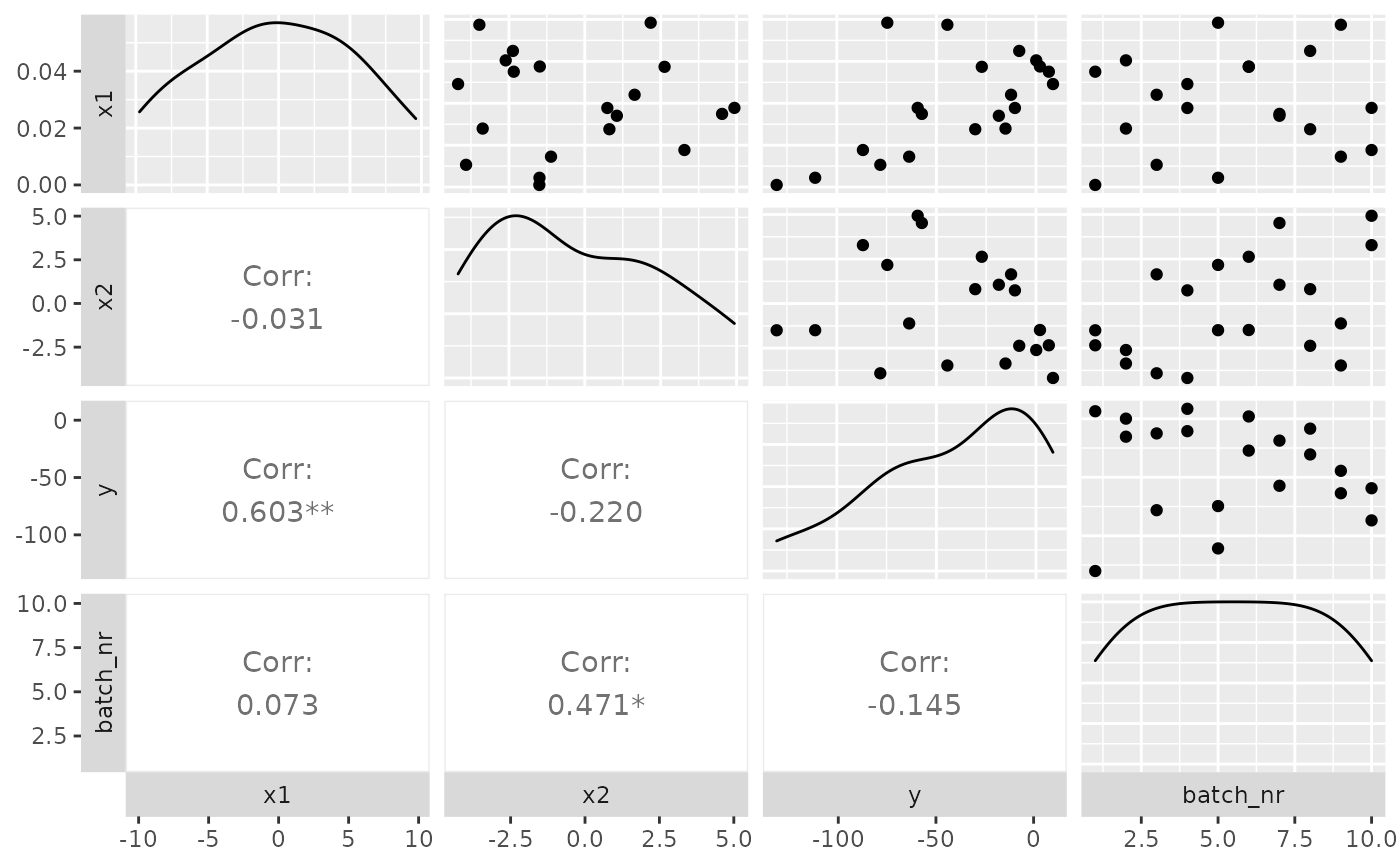 x1
0.04
0.02
0.00
x2
5.0
2.5
0.0
-2.5
Corr:
-0.031
y
0
-50
-100
Corr:
0.603**
Corr:
-0.220
batch_nr
10.0
7.5
5.0
2.5
Corr:
0.073
Corr:
0.471*
Corr:
-0.145
x1
x2
y
batch_nr
-10 -5 0 5 10
-2.5 0.0 2.5 5.0
-100 -50 0
2.5 5.0 7.5 10.0